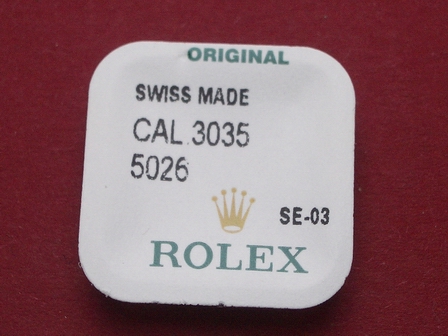 ORIGINAL
SWISS MADE
CAL.3035
5026
SE-03
ROLEX